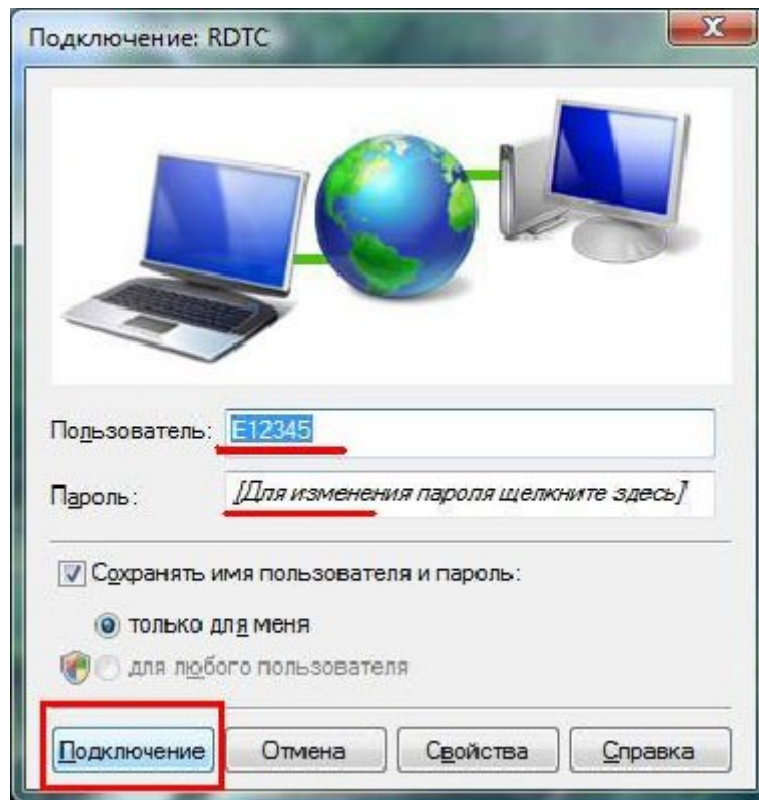 Подключение: RDTC
Пользователь: E12345
Пароль: [Для изменения пароля щелкните здесь]
Сохранять имя пользователя и пароль:
только для меня
для любого пользователя
Подключение Отмена Свойства Справка